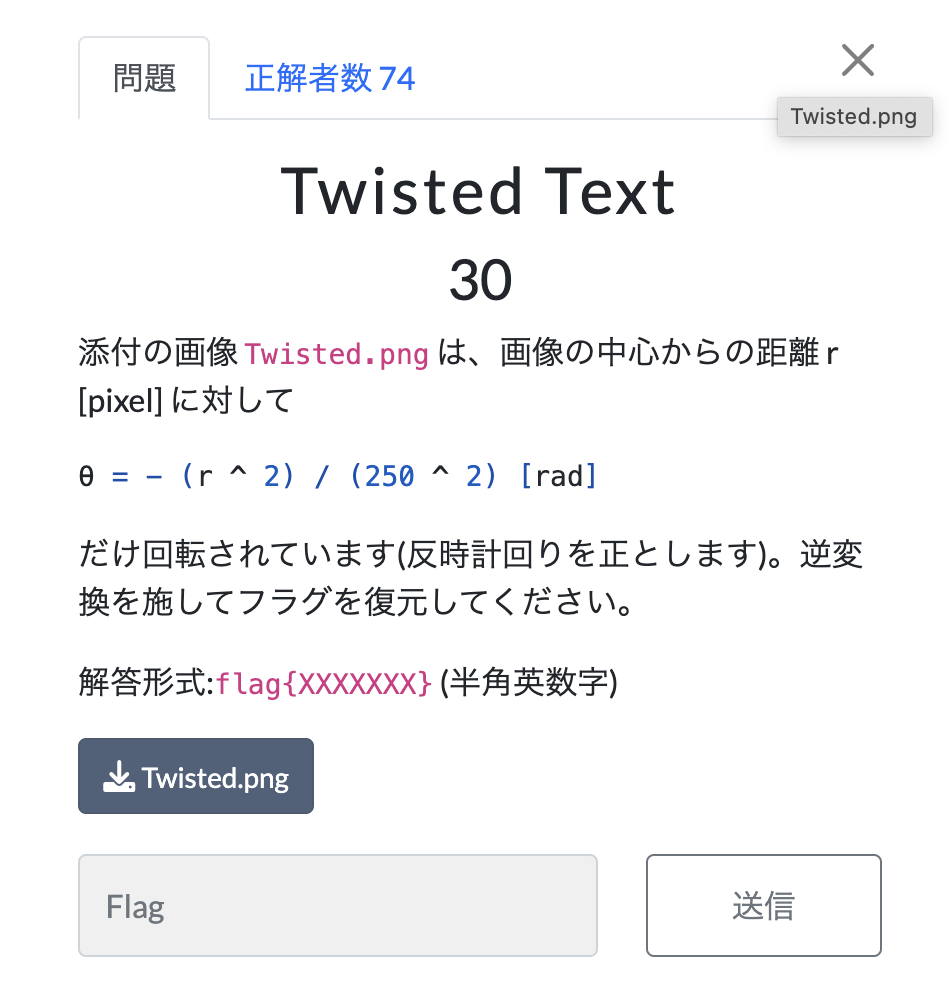 問題
正解者数 74
Twisted.png
Twisted Text
30
添付の画像 Twisted.png は、画像の中心からの距離 r
[pixel] に対して
θ = − (r ^ 2) / (250 ^ 2) [rad]
だけ回転されています(反時計回りを正とします)。逆変
換を施してフラグを復元してください。
解答形式:flag{XXXXXXX} (半角英数字)
Twisted.png
Flag
送信